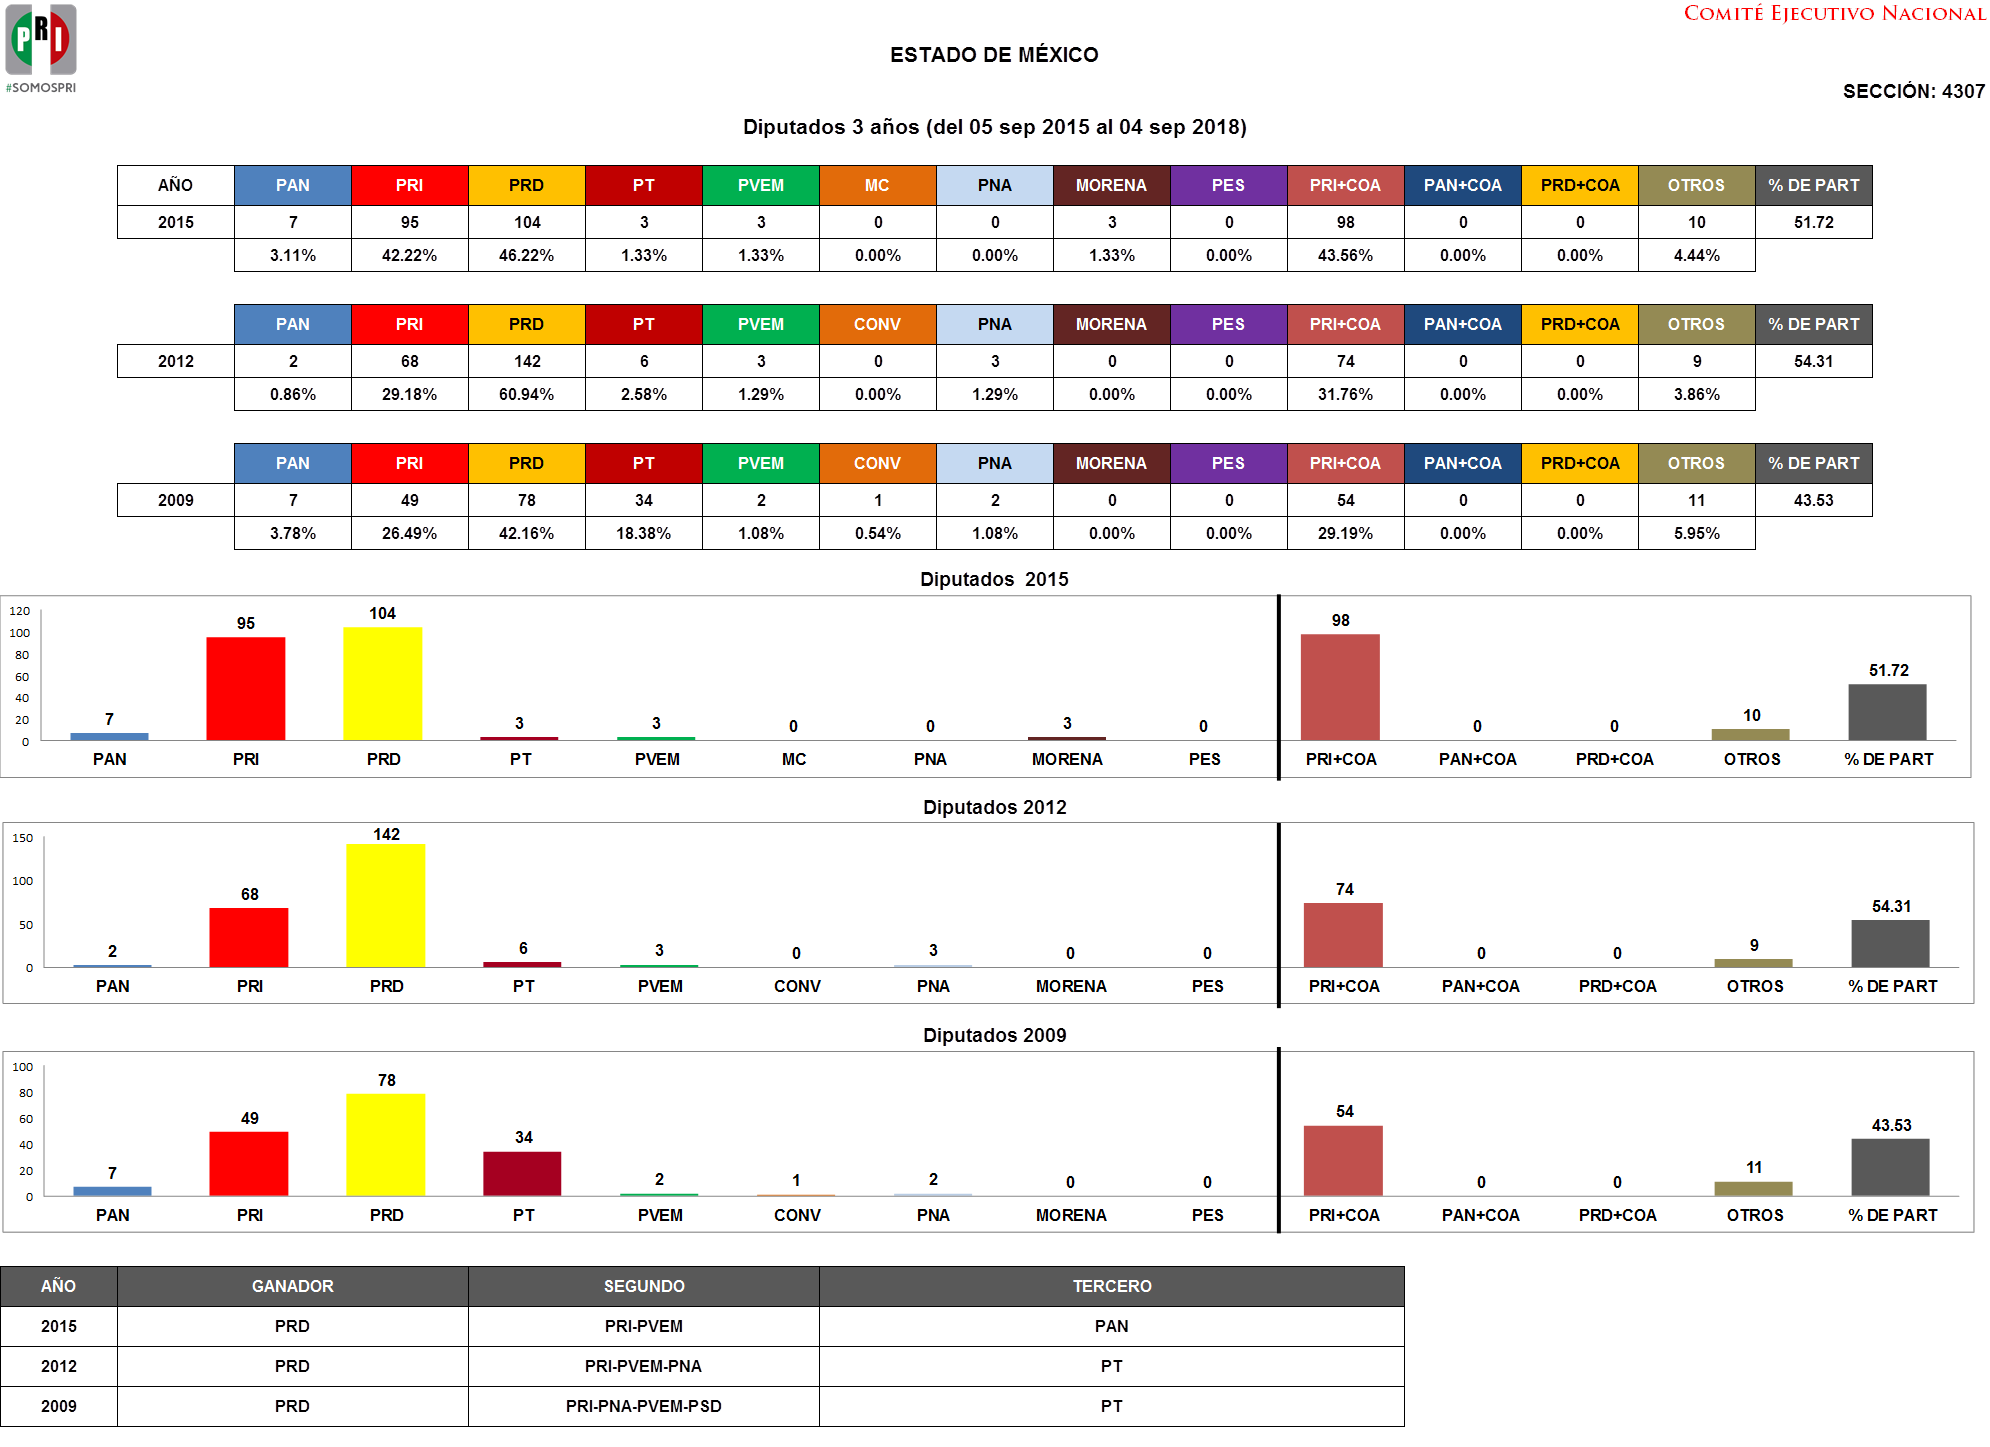 PRI
#SOMOSPRI
COMITÉ EJECUTIVO NACIONAL
ESTADO DE MÉXICO
SECCIÓN: 4307
Diputados 3 años (del 05 sep 2015 al 04 sep 2018)
AÑO PAN PRI PRD PT PVEM MC PNA MORENA PES PRI+COA PAN+COA PRD+COA OTROS % DE PART
2015 7 95 104 3 3 0 0 3 0 98 0 0 10 51.72
3.11% 42.22% 46.22% 1.33% 1.33% 0.00% 0.00% 1.33% 0.00% 43.56% 0.00% 0.00% 4.44%
PAN PRI PRD PT PVEM CONV PNA MORENA PES PRI+COA PAN+COA PRD+COA OTROS % DE PART
2012 2 68 142 6 3 0 3 0 0 74 0 0 9 54.31
0.86% 29.18% 60.94% 2.58% 1.29% 0.00% 1.29% 0.00% 0.00% 31.76% 0.00% 0.00% 3.86%
PAN PRI PRD PT PVEM CONV PNA MORENA PES PRI+COA PAN+COA PRD+COA OTROS % DE PART
2009 7 49 78 34 2 1 2 0 0 54 0 0 11 43.53
3.78% 26.49% 42.16% 18.38% 1.08% 0.54% 1.08% 0.00% 0.00% 29.19% 0.00% 0.00% 5.95%
Diputados 2015
120
100
80
60
40
20
0
7 95 104 3 3 0 0 3 0 98 0 0 10 51.72
PAN PRI PRD PT PVEM MC PNA MORENA PES PRI+COA PAN+COA PRD+COA OTROS % DE PART
Diputados 2012
150
100
50
0
2 68 142 6 3 0 3 0 0 74 0 0 9 54.31
PAN PRI PRD PT PVEM CONV PNA MORENA PES PRI+COA PAN+COA PRD+COA OTROS % DE PART
Diputados 2009
100
80
60
40
20
0
7 49 78 34 2 1 2 0 0 54 0 0 11 43.53
PAN PRI PRD PT PVEM CONV PNA MORENA PES PRI+COA PAN+COA PRD+COA OTROS % DE PART
AÑO GANADOR SEGUNDO TERCERO
2015 PRD PRI-PVEM PAN
2012 PRD PRI-PVEM-PNA PT
2009 PRD PRI-PNA-PVEM-PSD PT